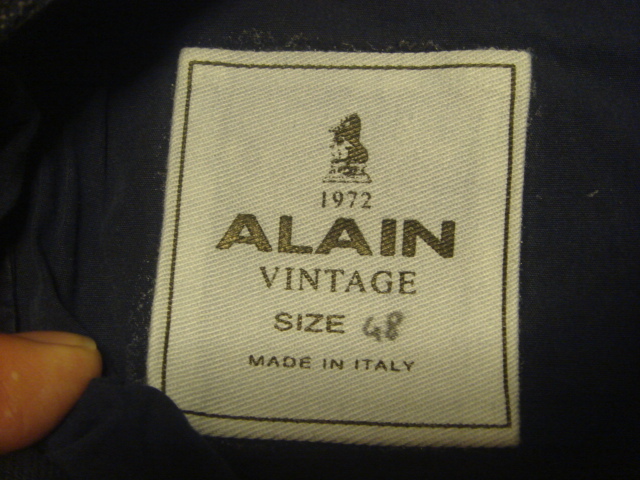 1972
ALAIN
VINTAGE
SIZE 48
MADE IN ITALY